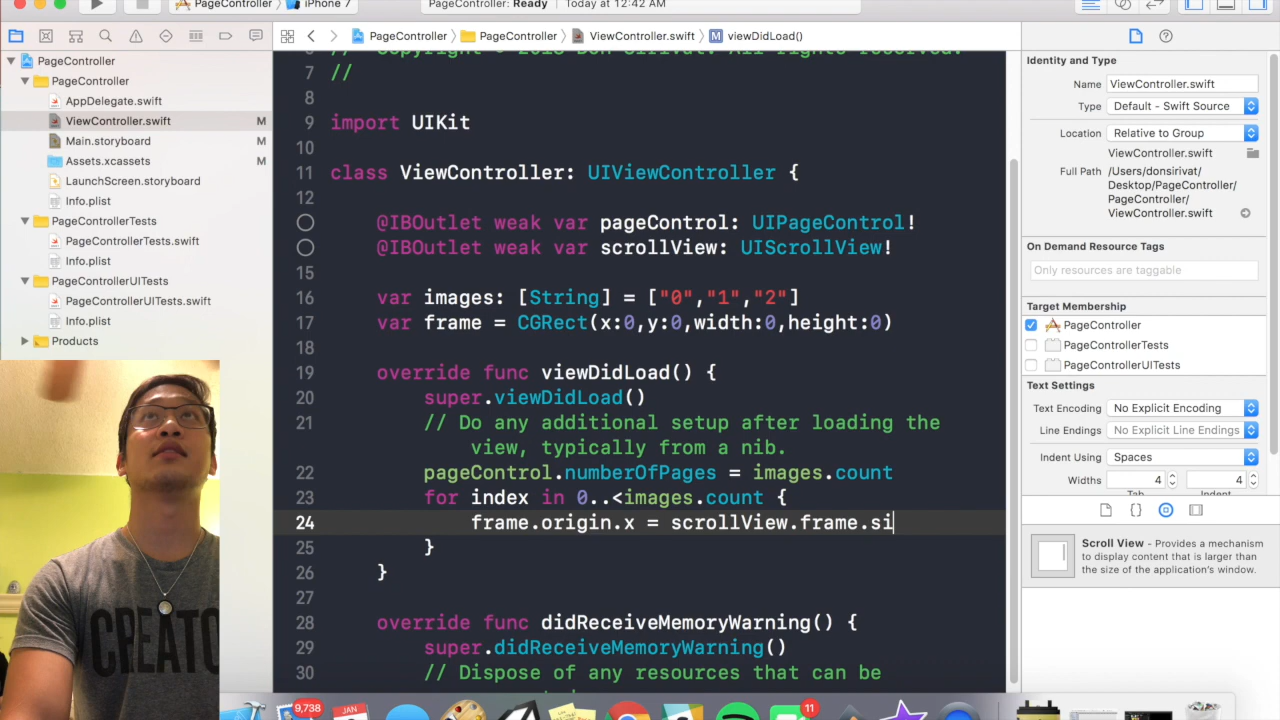 PageController
iPhone 7
PageController: Ready
Today at 12:42 AM
PageController
PageController
ViewController.swift
M
viewDidLoad()
PageController
PageController
AppDelegate.swift
ViewController.swift
M
Main.storyboard
M
Assets.xcassets
M
LaunchScreen.storyboard
Info.plist
PageControllerTests
PageControllerTests.swift
Info.plist
PageControllerUITests
PageControllerUITests.swift
Info.plist
Products
7 //
8
9 import UIKit
10
11 class ViewController: UIViewController {
12
@IBOutlet weak var pageControl: UIPageControl!
@IBOutlet weak var scrollView: UIScrollView!
15
16 var images: [String] = ["0","1","2"]
17 var frame = CGRect(x:0,y:0,width:0,height:0)
18
19 override func viewDidLoad() {
20 super.viewDidLoad()
21 // Do any additional setup after loading the
view, typically from a nib.
22 pageControl.numberOfPages = images.count
23 for index in 0..<images.count {
24 frame.origin.x = scrollView.frame.si
25 }
26 }
27
28 override func didReceiveMemoryWarning() {
29 super.didReceiveMemoryWarning()
30 // Dispose of any resources that can be
Identity and Type
Name ViewController.swift
Type Default - Swift Source
Location Relative to Group
ViewController.swift
Full Path /Users/donsirivat/
Desktop/PageController/
PageController/
ViewController.swift
On Demand Resource Tags
Only resources are taggable
Target Membership
PageController
PageControllerTests
PageControllerUITests
Text Settings
Text Encoding No Explicit Encoding
Line Endings No Explicit Line Endings
Indent Using Spaces
Widths 4 4
{ }
Scroll View - Provides a mechanism
to display content that is larger than
the size of the application's window.
CREATO
9,738
JAN
11